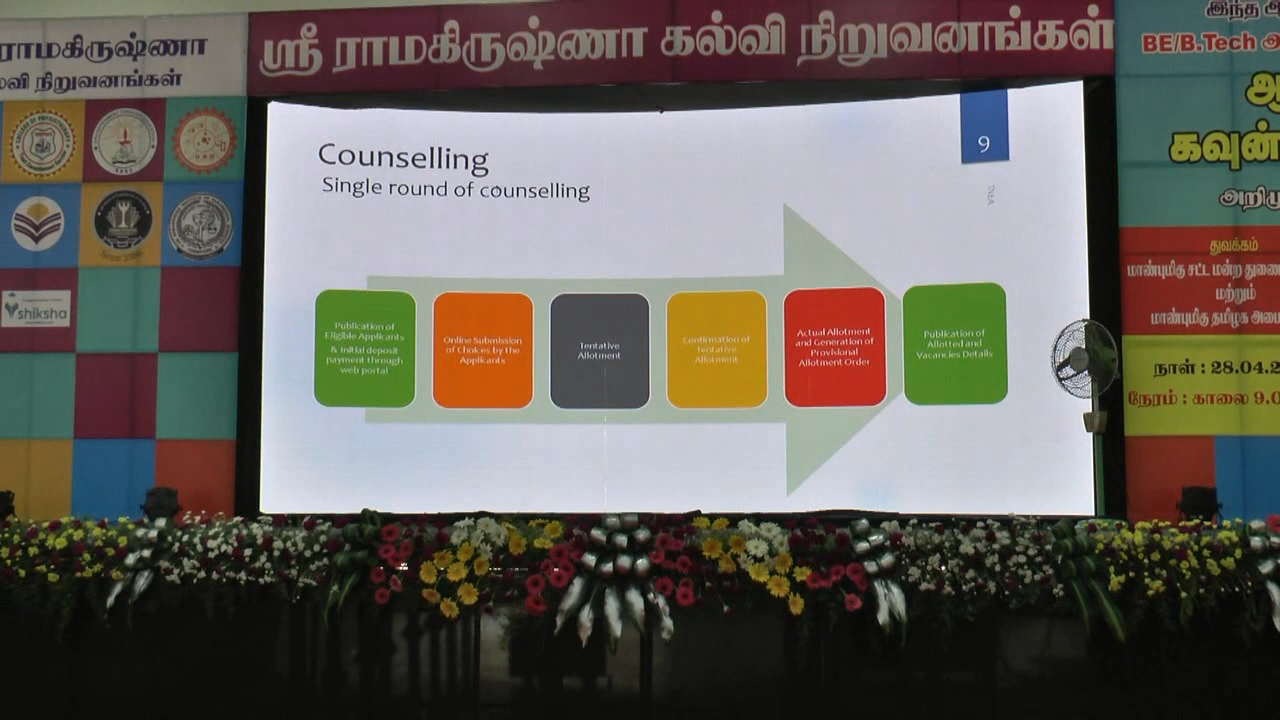 ஸ்ரீ ராமகிருஷ்ணா கல்வி நிறுவனங்கள்
ராமகிருஷ்ணா
நிறுவனங்கள்
shiksha
Counselling
Single round of counselling
9
Publication of
Eligible Applicants
& Initial deposit
payment through
web portal
Online Submission
of Choices by the
Applicants
Tentative
Allotment
Confirmation of
Tentative
Allotment
Actual Allotment
and Generation of
Provisional
Allotment Order
Publication of
Allotted and
Vacancies Details
இந்த
BE/B.Tech
துவக்கம்
மாண்புமிகு சட்ட மன்ற
மற்றும்
மாண்புமிகு தமிழக
நாள் : 28.04.2
நேரம் : காலை 9.0